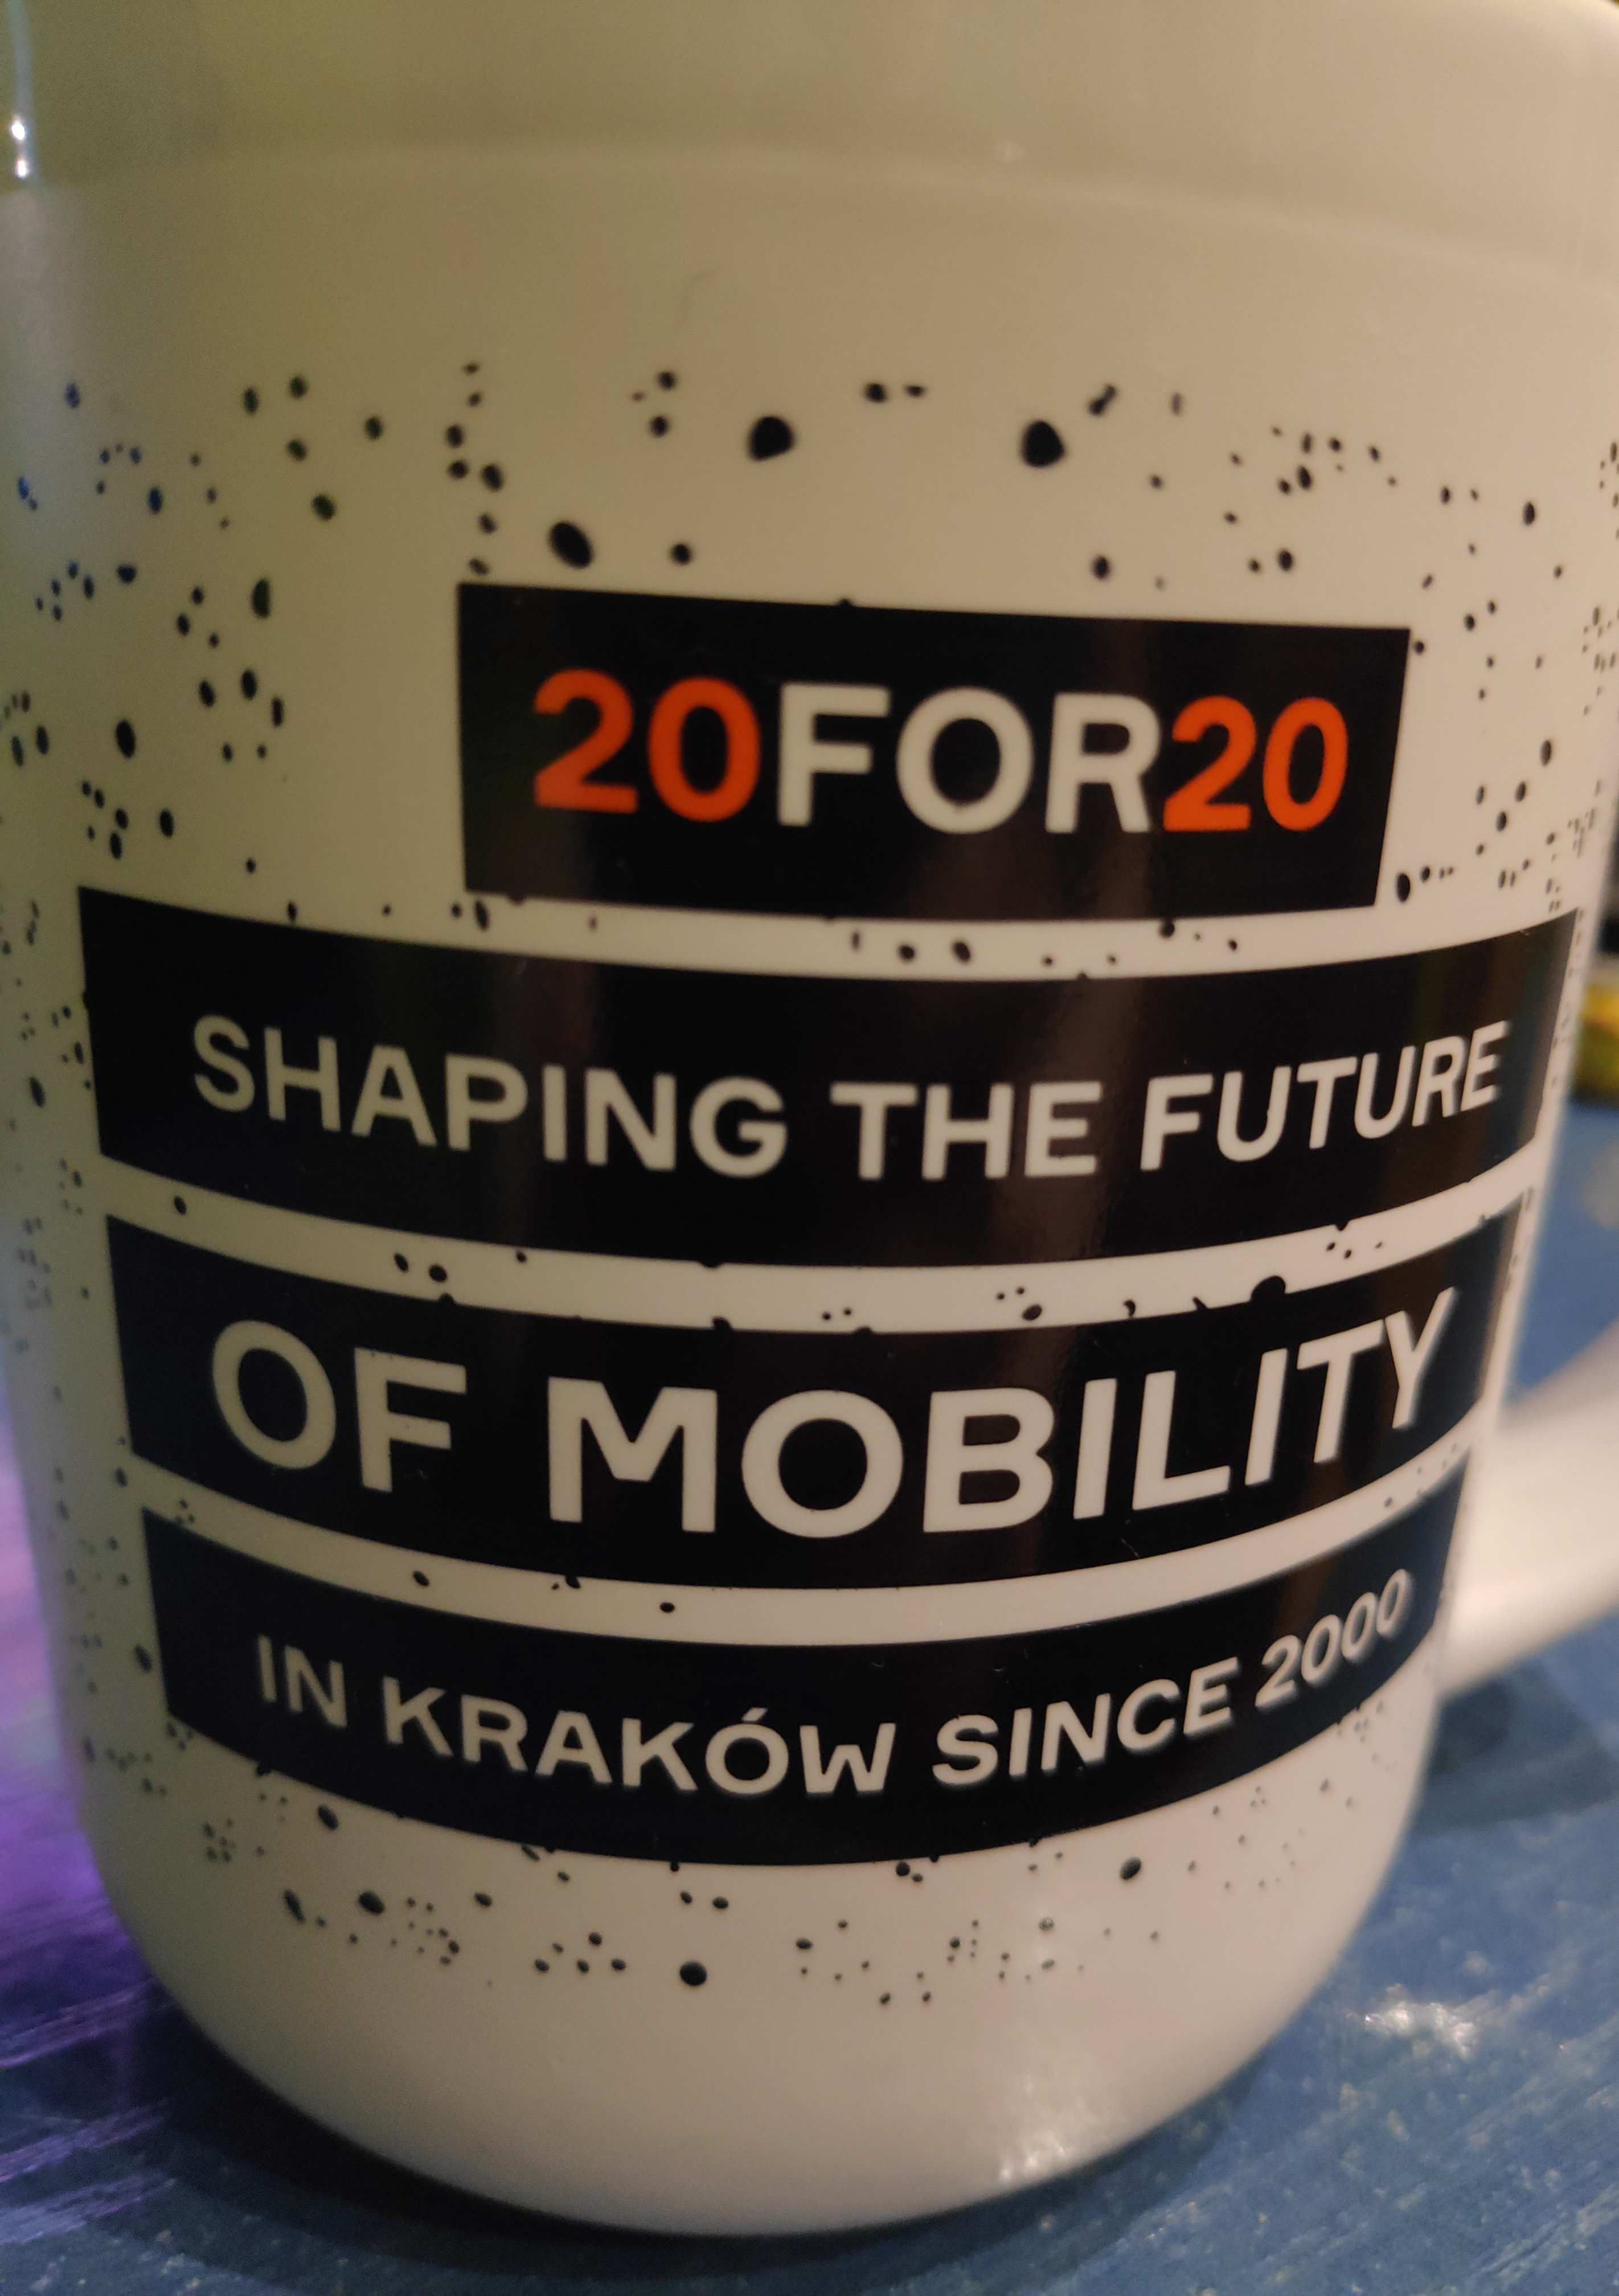 20FOR20
SHAPING THE FUTURE
OF MOBILITY
IN KRAKÓW SINCE 2000